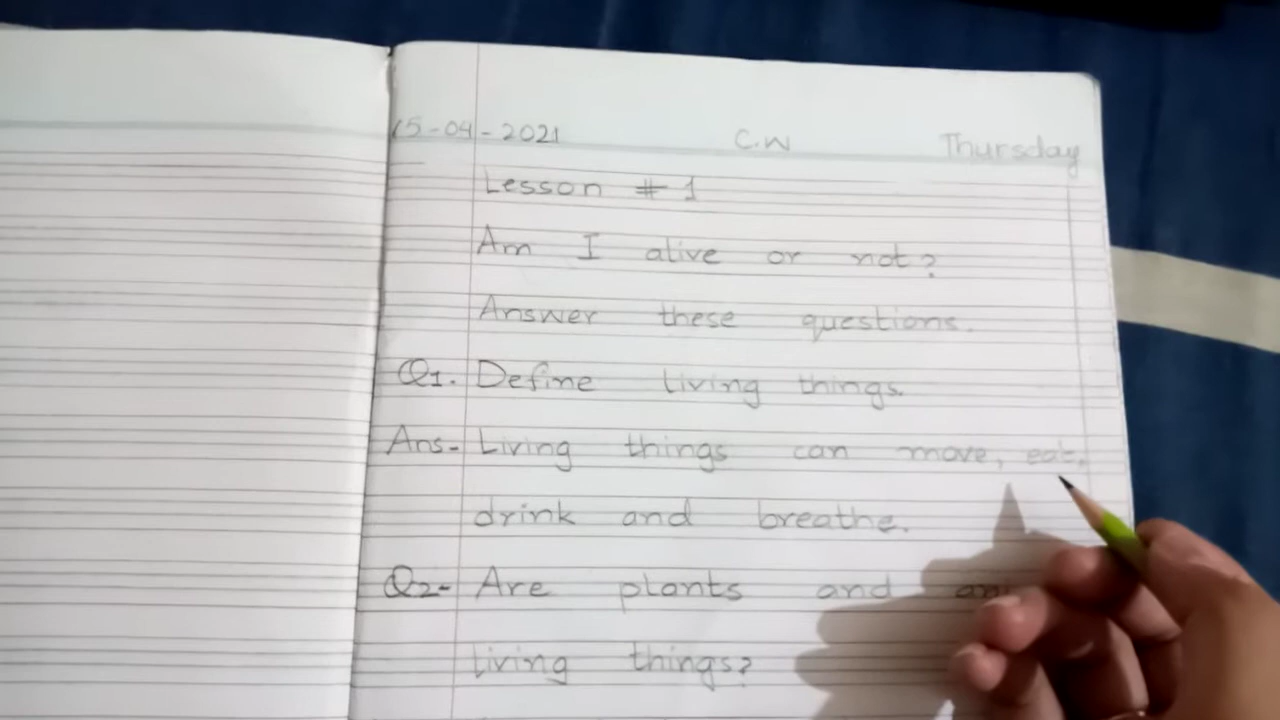 15-04-2021 C.W Thursday
Lesson # 1
Am I alive or not?
Answer these questions.
Q1. Define living things.
Ans- Living things can move, eat,
drink and breathe.
Q2- Are plants and
living things?